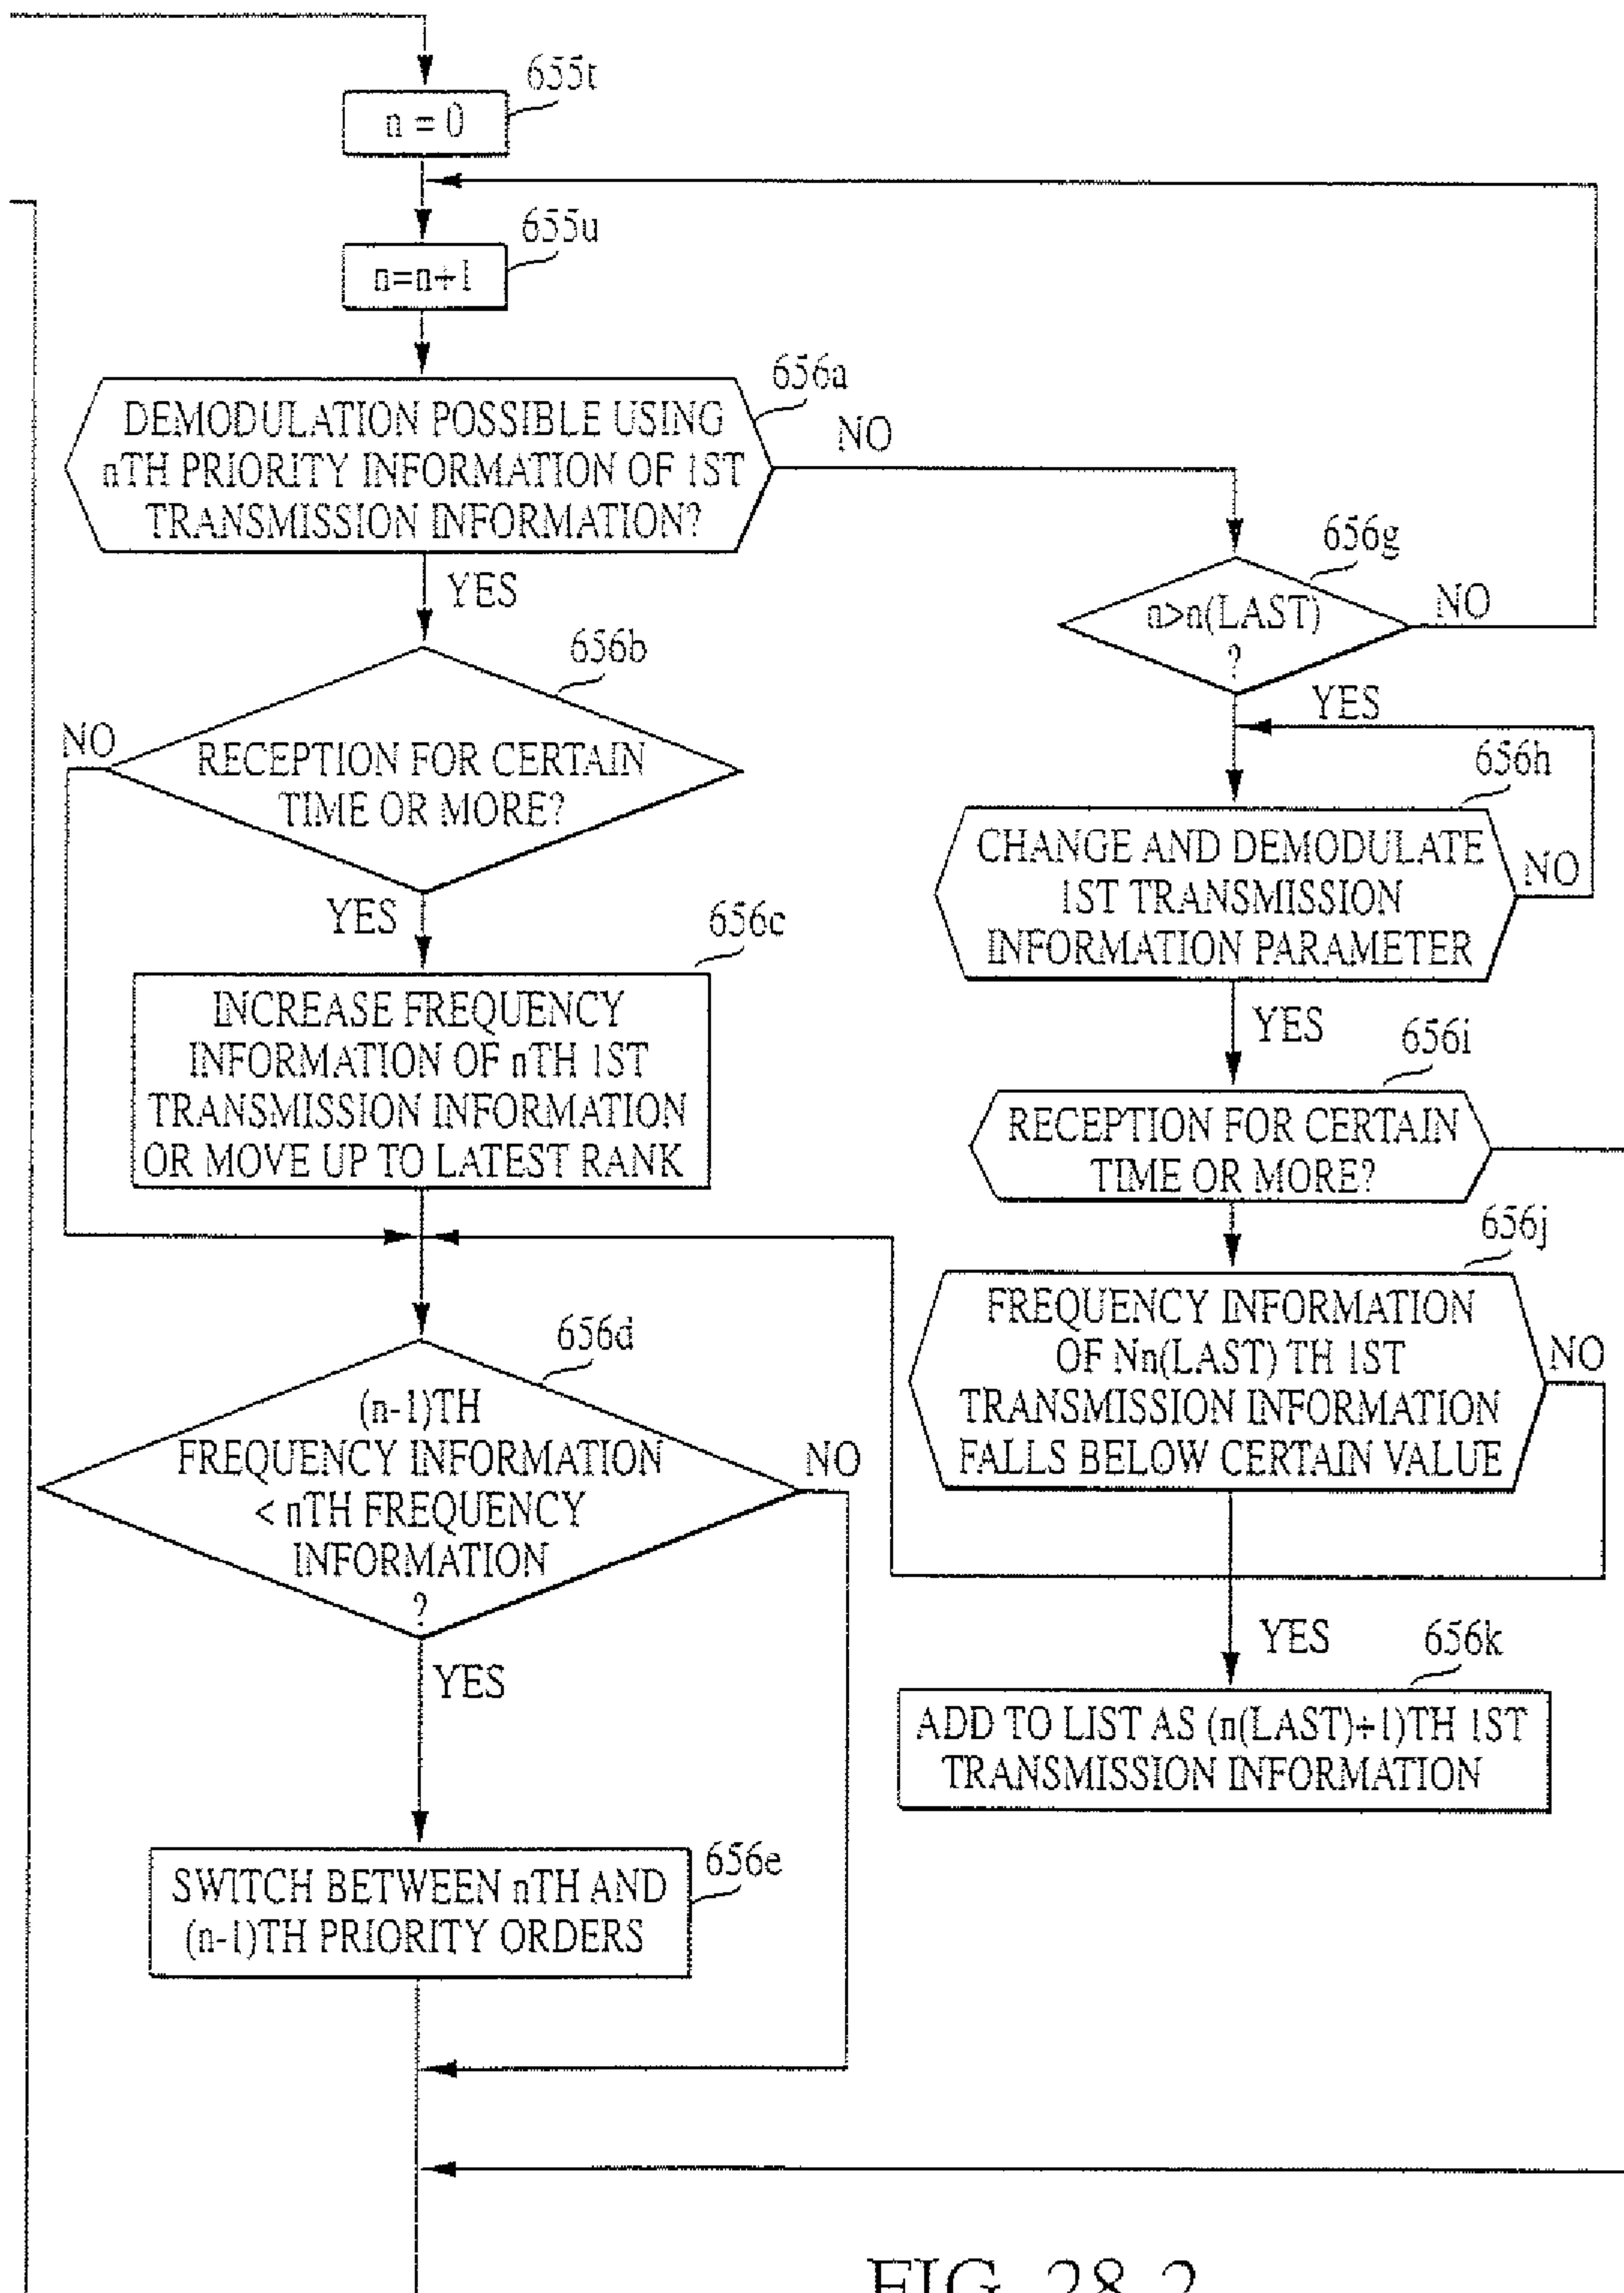 655t
n = 0
655u
n=n+1
656a
DEMODULATION POSSIBLE USING
nTH PRIORITY INFORMATION OF 1ST
TRANSMISSION INFORMATION?
NO
YES
656g
n>n(LAST)
?
NO
YES
656b
NO
RECEPTION FOR CERTAIN
TIME OR MORE?
YES
656h
CHANGE AND DEMODULATE
1ST TRANSMISSION
INFORMATION PARAMETER
NO
YES
656c
INCREASE FREQUENCY
INFORMATION OF nTH 1ST
TRANSMISSION INFORMATION
OR MOVE UP TO LATEST RANK
656i
RECEPTION FOR CERTAIN
TIME OR MORE?
656j
FREQUENCY INFORMATION
OF Nn(LAST) TH 1ST
TRANSMISSION INFORMATION
FALLS BELOW CERTAIN VALUE
NO
YES
656d
(n-1)TH
FREQUENCY INFORMATION
< nTH FREQUENCY
INFORMATION
?
NO
YES
656k
ADD TO LIST AS (n(LAST)+1)TH 1ST
TRANSMISSION INFORMATION
656e
SWITCH BETWEEN nTH AND
(n-1)TH PRIORITY ORDERS
FIG. 28-2